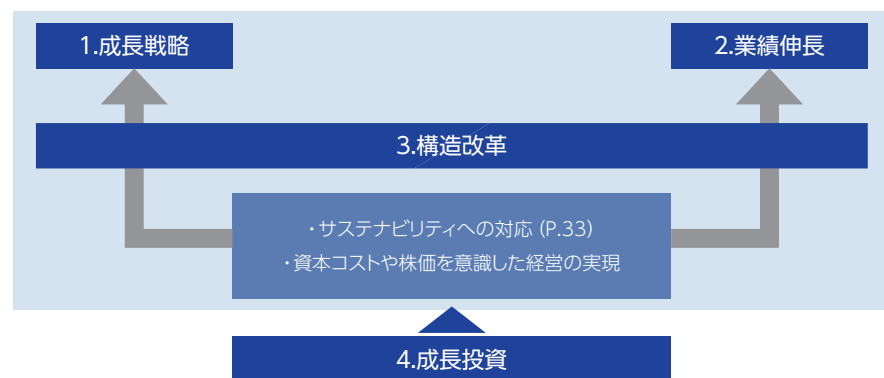 1.成長戦略
2.業績伸長
3.構造改革
・サステナビリティへの対応 (P.33)
・資本コストや株価を意識した経営の実現
4.成長投資